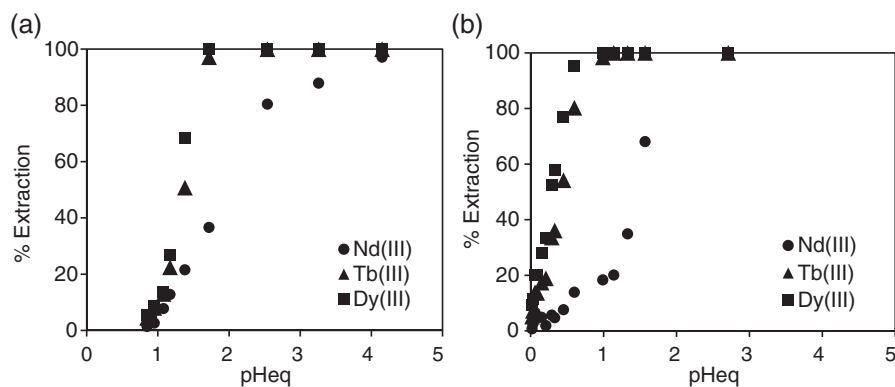 (a)
100
80
60
40
20
0
% Extraction
Nd(III)
Tb(III)
Dy(III)
0 1 2 3 4 5
pHeq
(b)
100
80
60
40
20
0
% Extraction
Nd(III)
Tb(III)
Dy(III)
0 1 2 3 4 5
pHeq